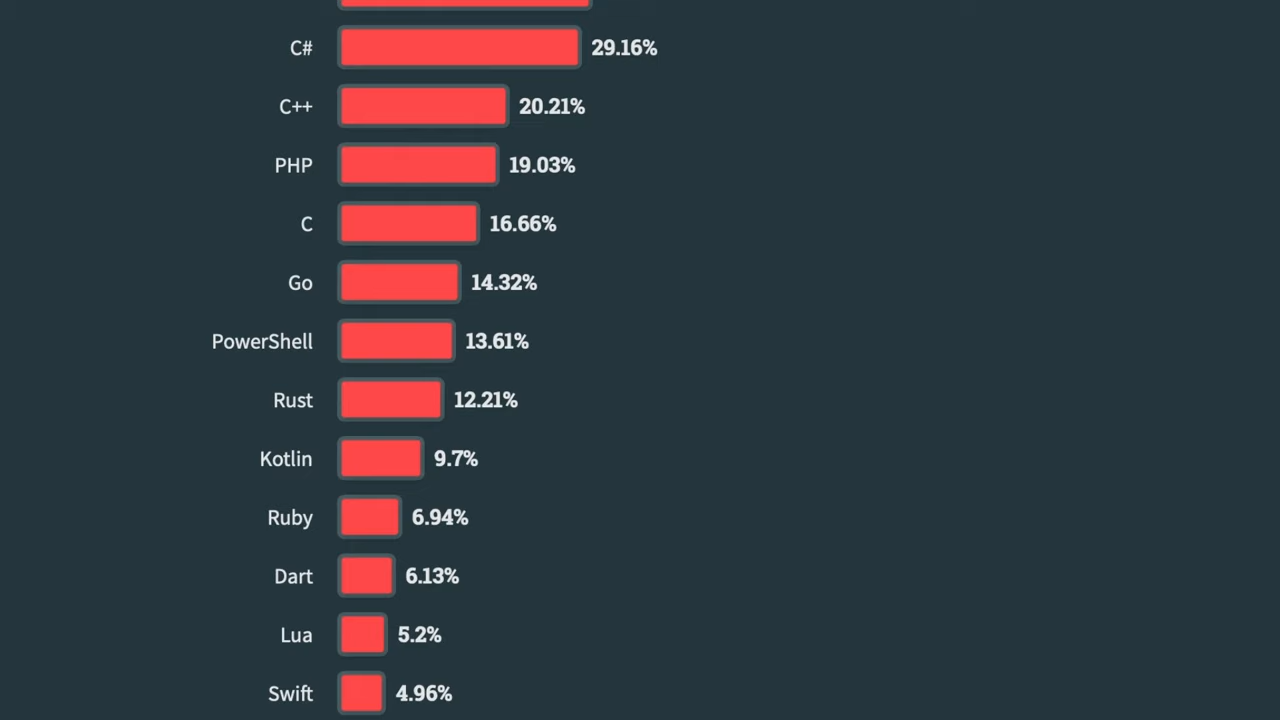 C# 29.16%
C++ 20.21%
PHP 19.03%
C 16.66%
Go 14.32%
PowerShell 13.61%
Rust 12.21%
Kotlin 9.7%
Ruby 6.94%
Dart 6.13%
Lua 5.2%
Swift 4.96%